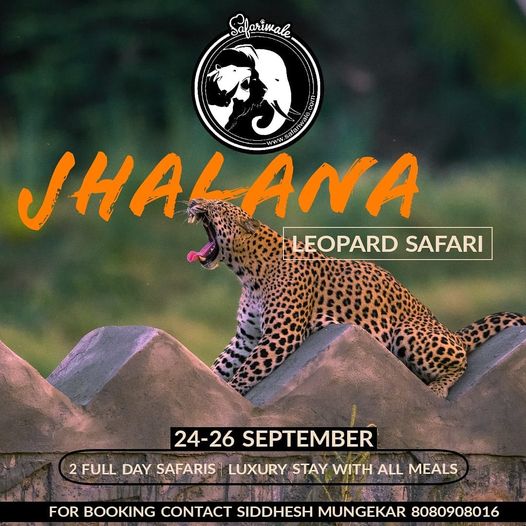 Safariwale
www.safariwale.com
JHALANA
LEOPARD SAFARI
24-26 SEPTEMBER
2 FULL DAY SAFARIS | LUXURY STAY WITH ALL MEALS
FOR BOOKING CONTACT SIDDHESH MUNGEKAR 8080908016